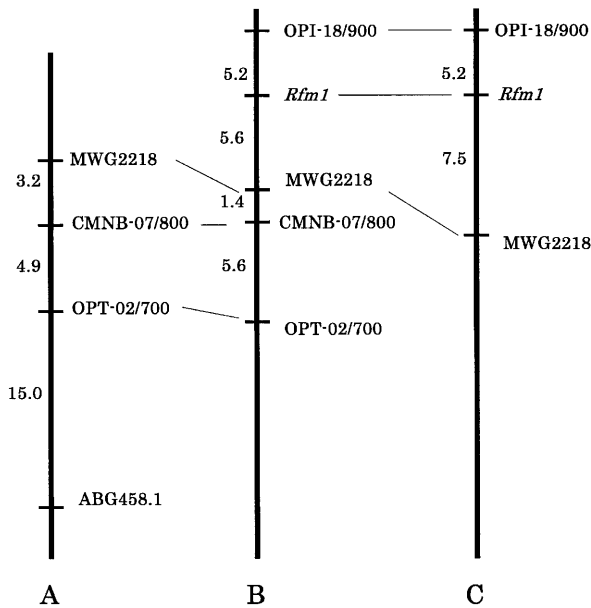 OPI-18/900
OPI-18/900
5.2
5.2
Rfm1
Rfm1
5.6
7.5
MWG2218
3.2
MWG2218
1.4
CMNB-07/800
CMNB-07/800
MWG2218
4.9
5.6
OPT-02/700
OPT-02/700
15.0
ABG458.1
A
B
C